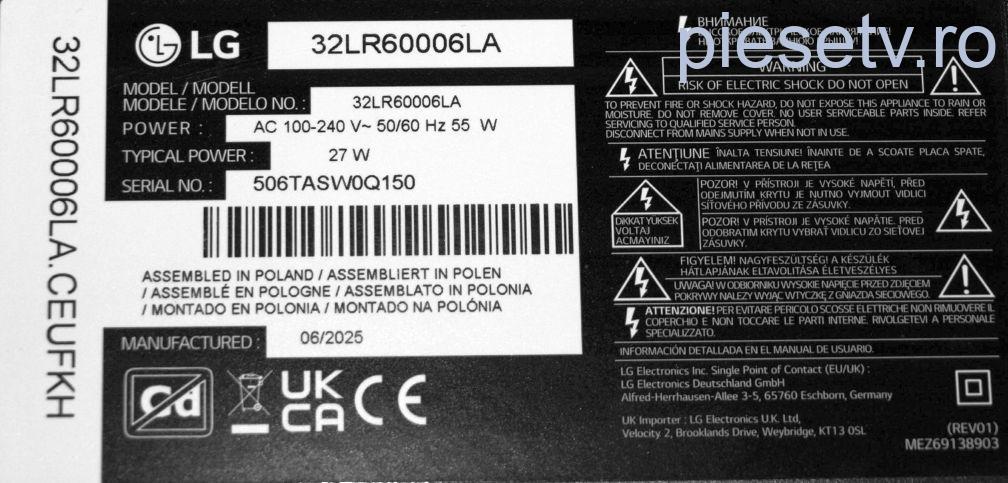 32LR60006LA.CEUFKH
LG
32LR60006LA
MODEL / MODELL
MODELE / MODELO NO. :
32LR60006LA
POWER :
AC 100-240 V~ 50/60 Hz 55 W
TYPICAL POWER :
27 W
SERIAL NO. :
506TASW0Q150
ASSEMBLED IN POLAND / ASSEMBLIERT IN POLEN
/ ASSEMBLÉ EN POLOGNE / ASSEMBLATO IN POLONIA
/ MONTADO EN POLONIA / MONTADO NA POLÓNIA
MANUFACTURED :
06/2025
Cd
UK
CA
CE
piesetv.ro
ВНИМАНИЕ
WARNING
RISK OF ELECTRIC SHOCK DO NOT OPEN
TO PREVENT FIRE OR SHOCK HAZARD, DO NOT EXPOSE THIS APPLIANCE TO RAIN OR
MOISTURE. DO NOT REMOVE COVER. NO USER SERVICEABLE PARTS INSIDE. REFER
SERVICING TO QUALIFIED SERVICE PERSON.
DISCONNECT FROM MAINS SUPPLY WHEN NOT IN USE.
ATENŢIUNE ÎNALTA TENSIUNE! ÎNAINTE DE A SCOATE PLACA SPATE,
DECONECTAŢI ALIMENTAREA DE LA REŢEA
DIKKAT YUKSEK
VOLTAJ
ACMAYINIZ
POZOR! V PŘÍSTROJI JE VYSOKÉ NAPĚTÍ, PŘED
ODEJMUTÍM KRYTU JE NUTNO VYJMOUT VIDLICI
SÍŤOVÉHO PŘÍVODU ZE ZÁSUVKY.
POZOR! V PRÍSTROJI JE VYSOKÉ NAPÄTIE. PRED
ODOBRATIM KRYTU VYBRAŤ VIDLICU ZO SIEŤOVEJ
ZÁSUVKY.
FIGYELEM! NAGYFESZÜLTSÉG! A KÉSZÜLÉK
HÁTLAPJÁNAK ELTAVOLITÁSA ÉLETVESZÉLYES
UWAGA! W ODBIORNIKU WYSOKIE NAPIĘCIE PRZED ZDJĘCIEM
POKRYWY NALEŻY WYJĄĆ WTYCZKĘ Z GNIAZDA SIECIOWEGO.
ATTENZIONE! PER EVITARE PERICOLO SCOSSE ELETTRICHE NON RIMUOVERE IL
COPERCHIO E NON TOCCARE LE PARTI INTERNE. RIVOLGETEVI A PERSONALE
SPECIALIZZATO.
INFORMACIÓN DETALLADA EN EL MANUAL DE USUARIO.
LG Electronics Inc. Single Point of Contact (EU/UK) :
LG Electronics Deutschland GmbH
Alfred-Herrhausen-Allee 3-5, 65760 Eschborn, Germany
UK Importer : LG Electronics U.K. Ltd,
Velocity 2, Brooklands Drive, Weybridge, KT13 0SL
(REV01)
MEZ69138903